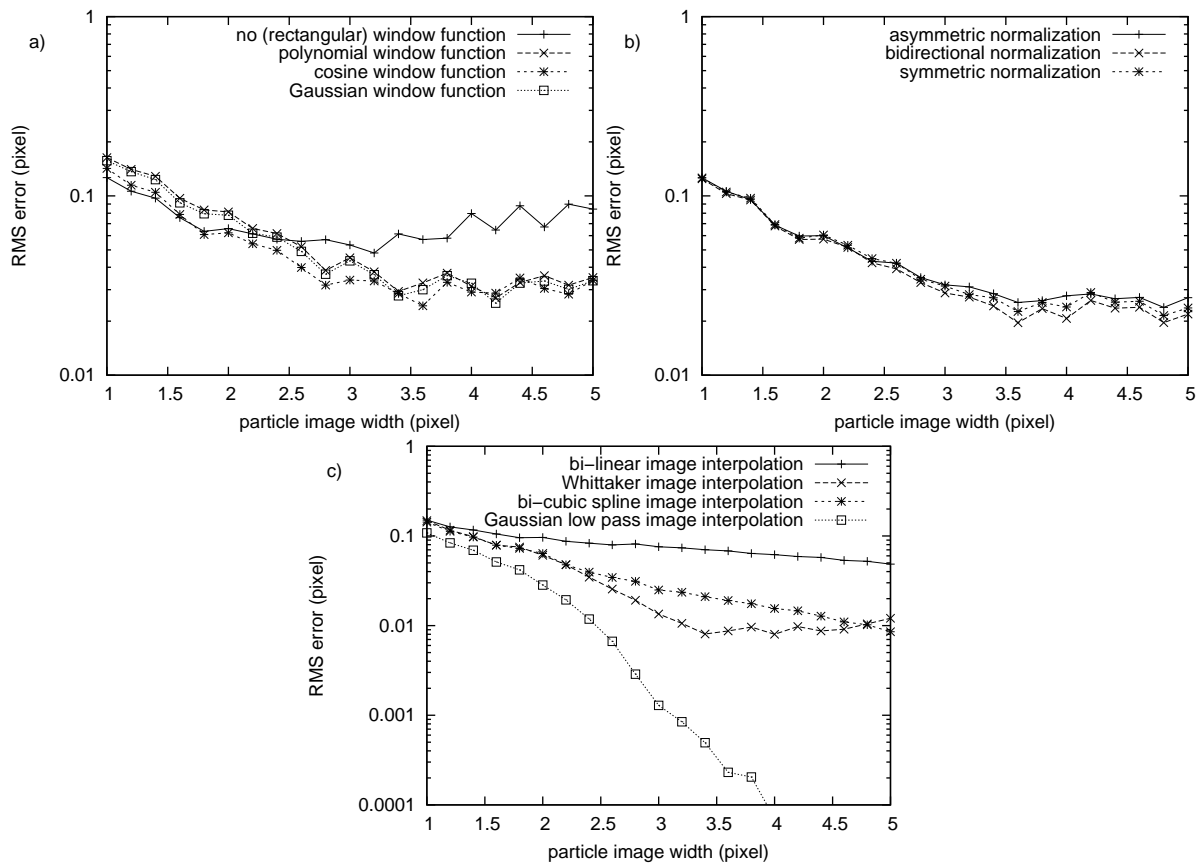 a)
no (rectangular) window function
polynomial window function
cosine window function
Gaussian window function
1
0.1
0.01
RMS error (pixel)
1 1.5 2 2.5 3 3.5 4 4.5 5
particle image width (pixel)
b)
asymmetric normalization
bidirectional normalization
symmetric normalization
1
0.1
0.01
RMS error (pixel)
1 1.5 2 2.5 3 3.5 4 4.5 5
particle image width (pixel)
c)
bi−linear image interpolation
Whittaker image interpolation
bi−cubic spline image interpolation
Gaussian low pass image interpolation
1
0.1
0.01
0.001
0.0001
RMS error (pixel)
1 1.5 2 2.5 3 3.5 4 4.5 5
particle image width (pixel)